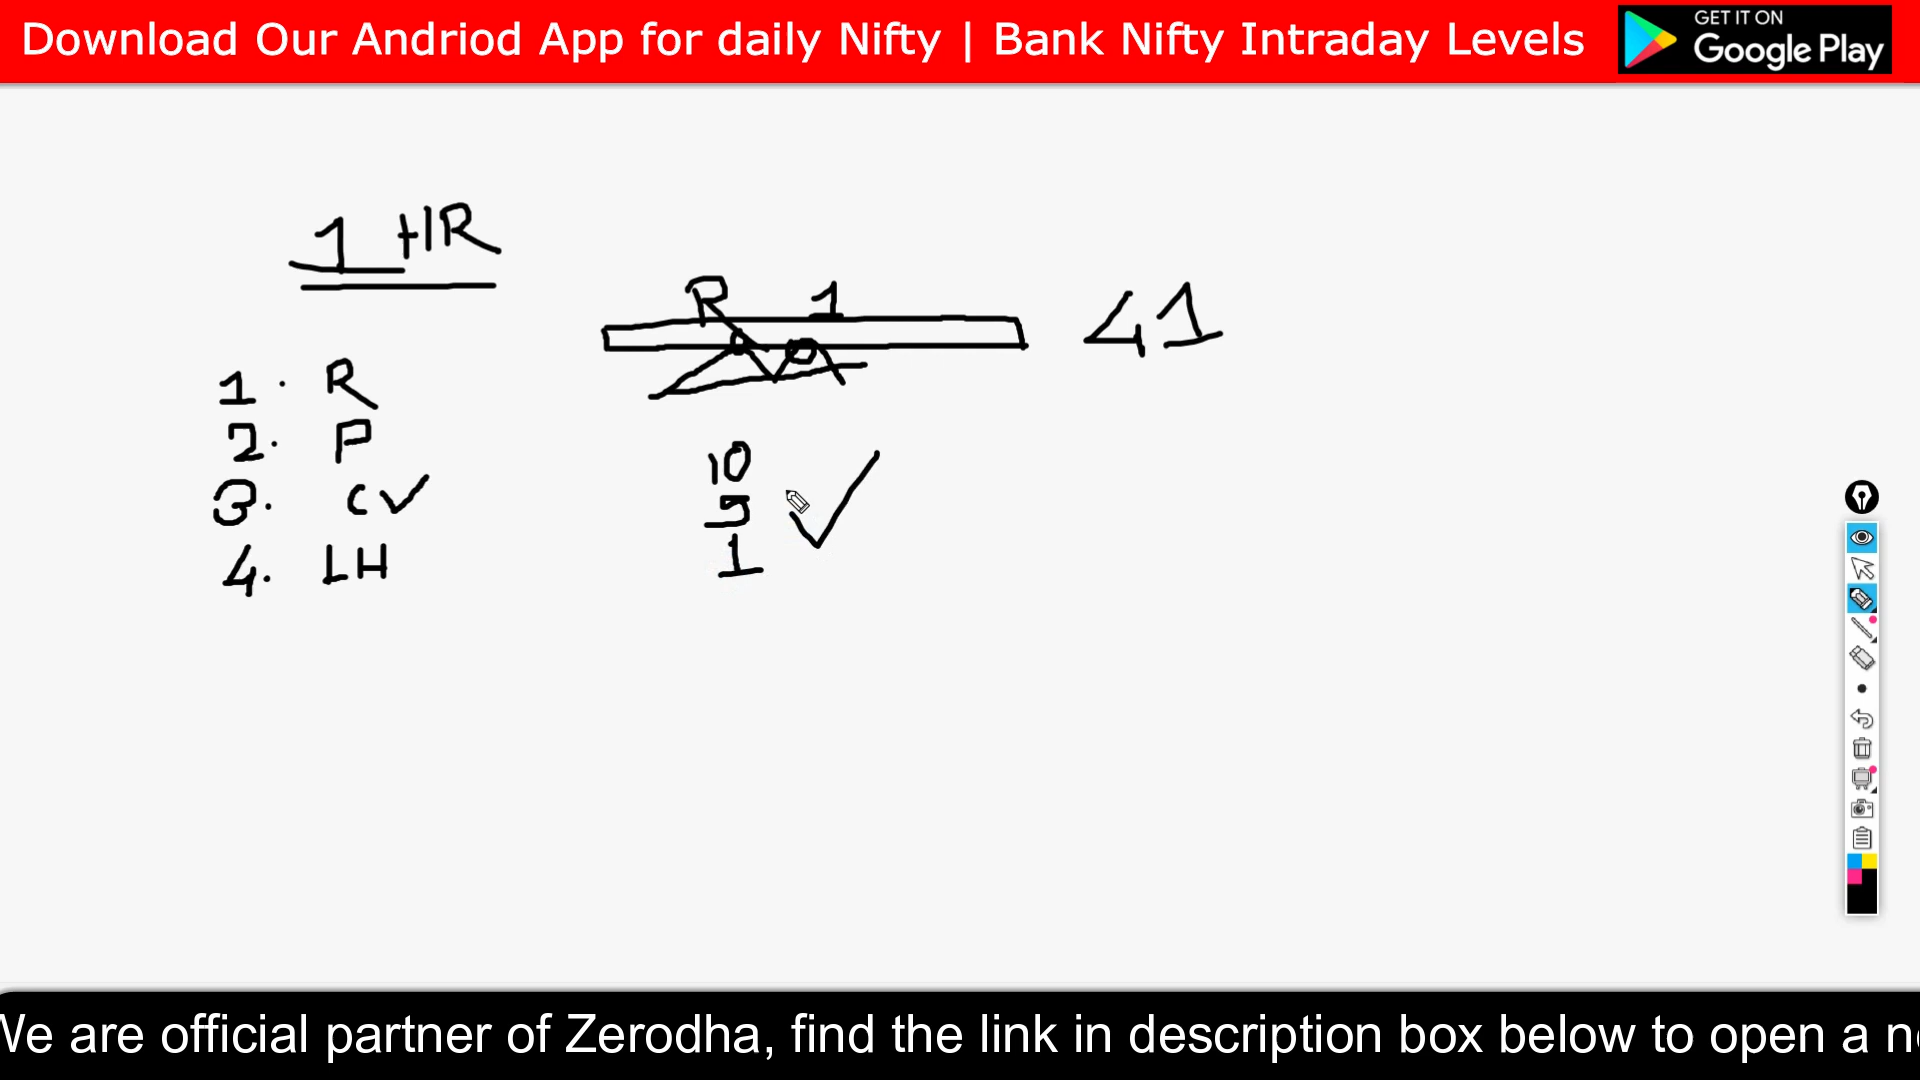 Download Our Andriod App for daily Nifty | Bank Nifty Intraday Levels
GET IT ON
Google Play
1 HR
R 1
41
1. R
2. P
3. CV
4. LH
10
5
1
We are official partner of Zerodha, find the link in description box below to open a